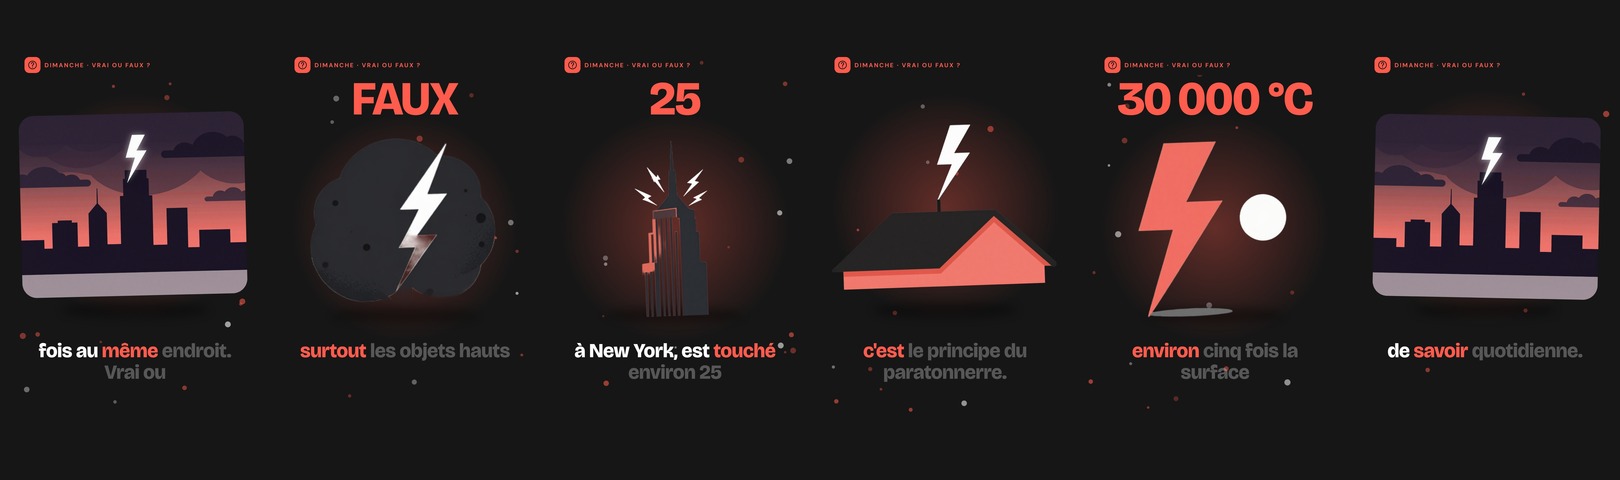 DIMANCHE · VRAI OU FAUX ?
fois au même endroit.
Vrai ou
DIMANCHE · VRAI OU FAUX ?
FAUX
surtout les objets hauts
DIMANCHE · VRAI OU FAUX ?
25
à New York, est touché
environ 25
DIMANCHE · VRAI OU FAUX ?
c'est le principe du
paratonnerre.
DIMANCHE · VRAI OU FAUX ?
30 000 °C
environ cinq fois la
surface
DIMANCHE · VRAI OU FAUX ?
de savoir quotidienne.